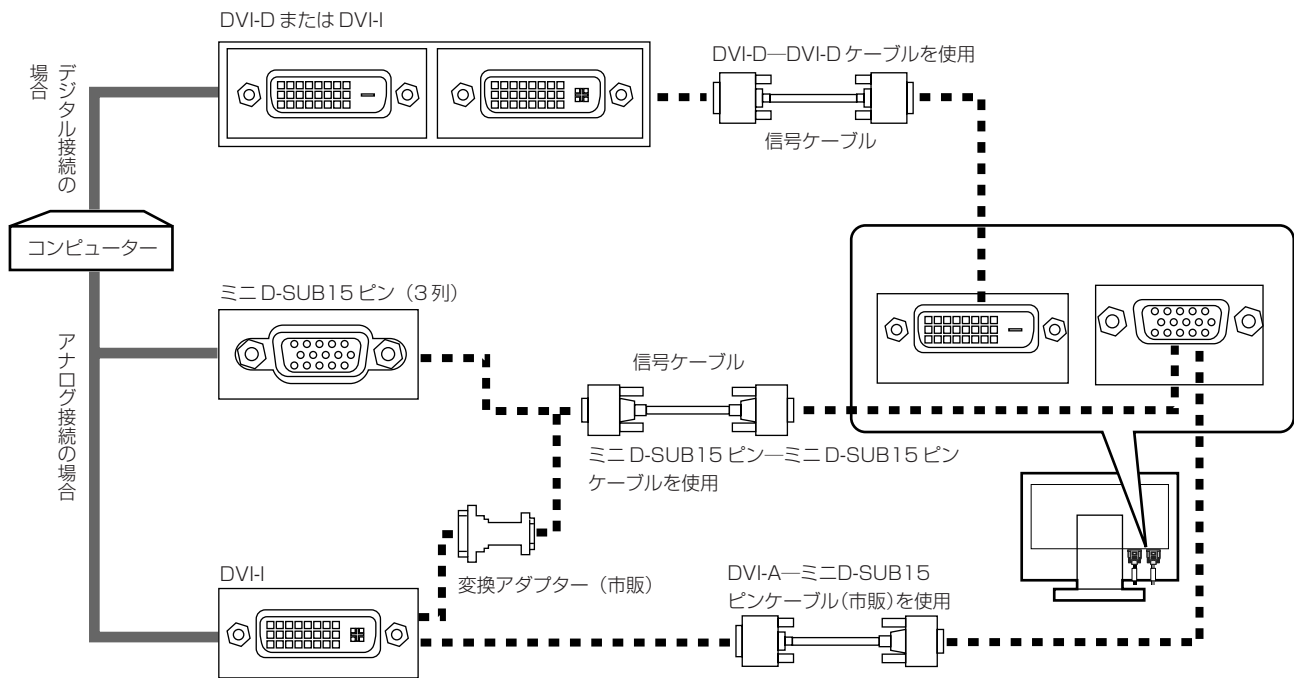 DVI-D または DVI-I
DVI-D―DVI-D ケーブルを使用
デジタル接続の
場合
信号ケーブル
コンピューター
ミニ D-SUB15 ピン（3 列）
アナログ接続の場合
信号ケーブル
ミニ D-SUB15 ピン―ミニ D-SUB15 ピン
ケーブルを使用
DVI-I
変換アダプター（市販）
DVI-A―ミニD-SUB15
ピンケーブル（市販）を使用